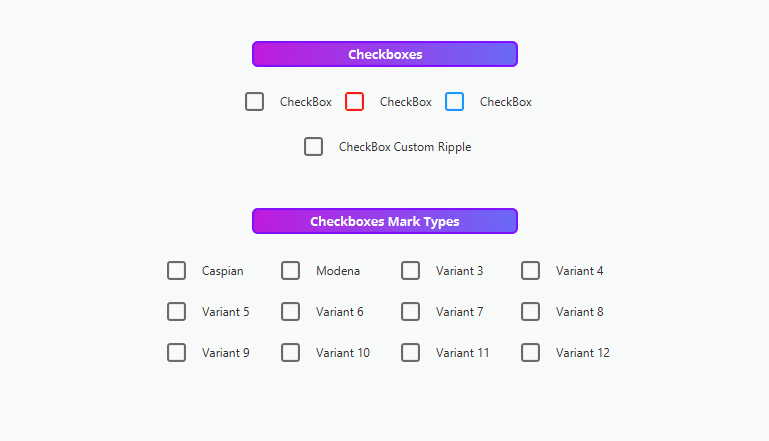 Checkboxes
CheckBox CheckBox CheckBox
CheckBox Custom Ripple
Checkboxes Mark Types
Caspian Modena Variant 3 Variant 4
Variant 5 Variant 6 Variant 7 Variant 8
Variant 9 Variant 10 Variant 11 Variant 12